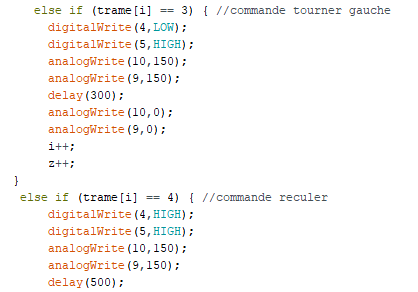 else if (trame[i] == 3) { //commande tourner gauche
digitalWrite(4,LOW);
digitalWrite(5,HIGH);
analogWrite(10,150);
analogWrite(9,150);
delay(300);
analogWrite(10,0);
analogWrite(9,0);
i++;
z++;
}
else if (trame[i] == 4) { //commande reculer
digitalWrite(4,HIGH);
digitalWrite(5,HIGH);
analogWrite(10,150);
analogWrite(9,150);
delay(500);